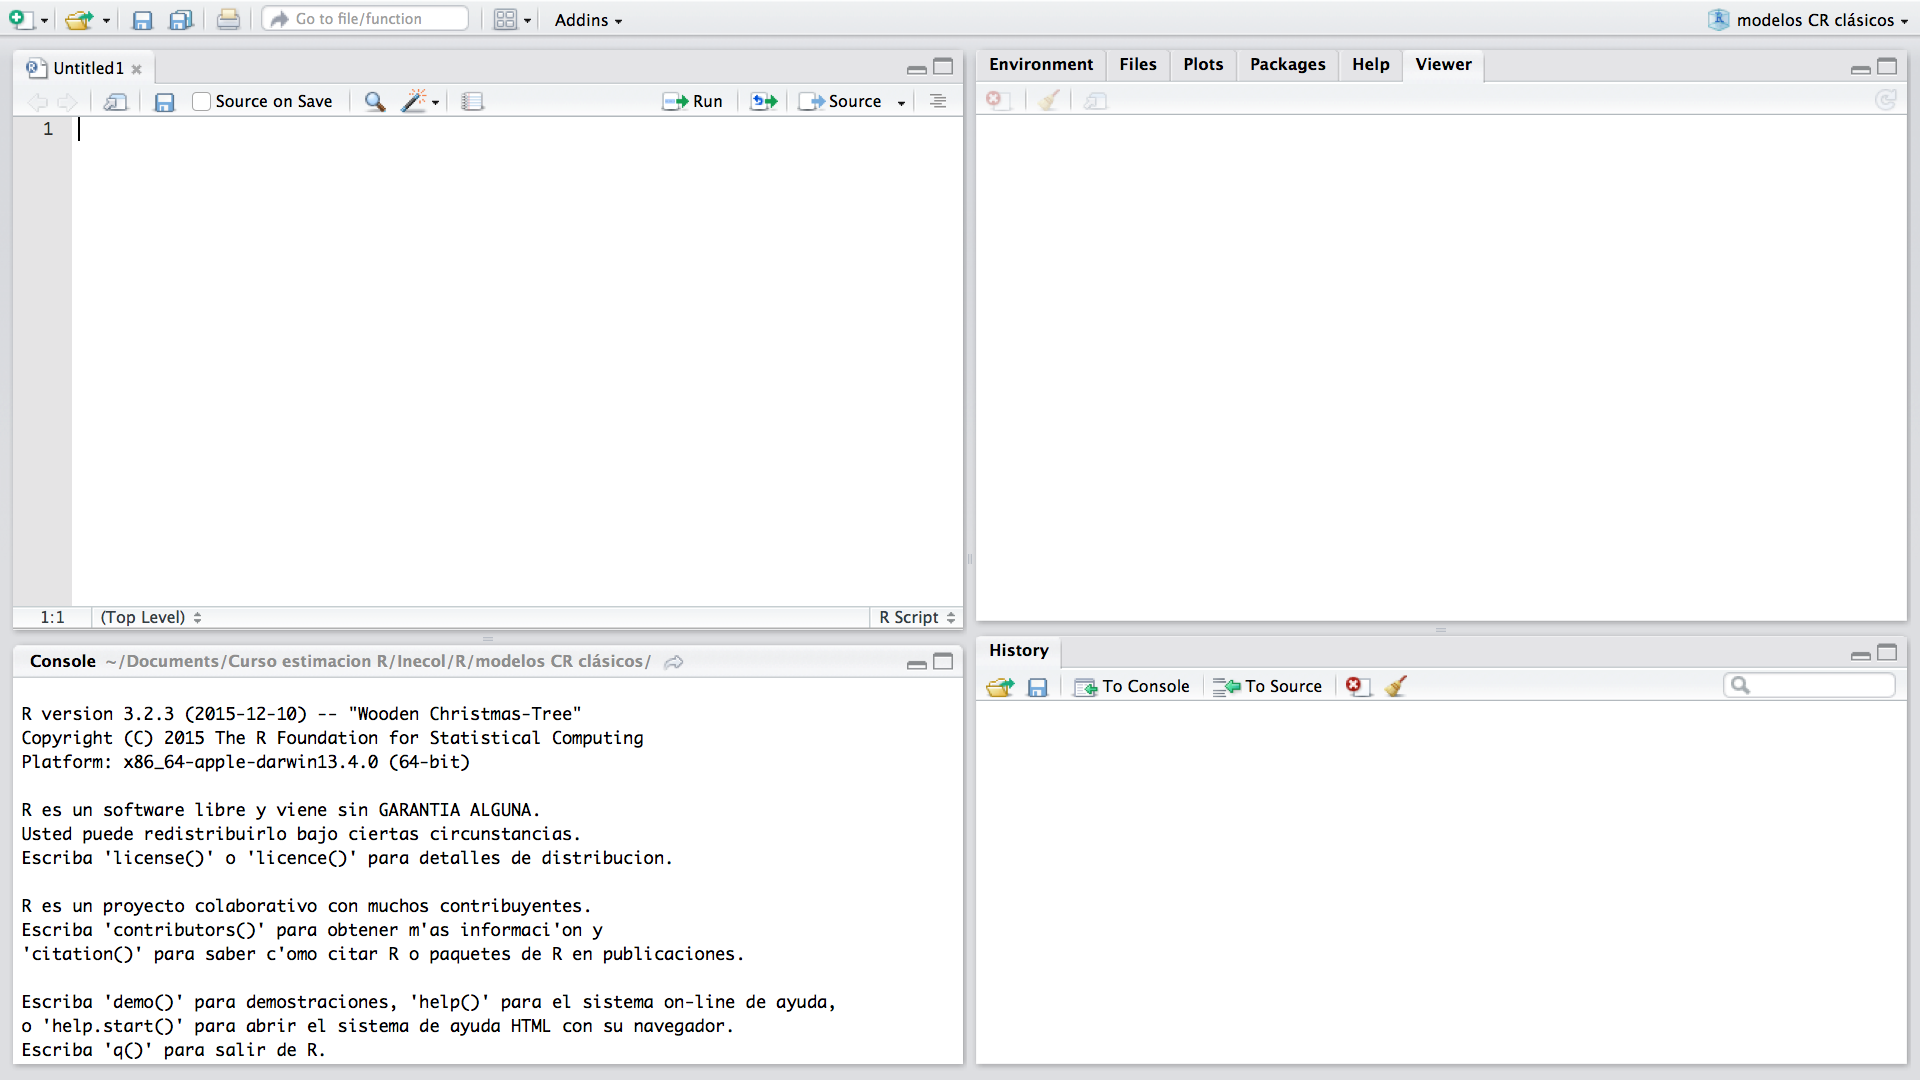 Go to file/function
Addins
modelos CR clásicos
Untitled1
Source on Save
Run
Source
1
1:1
(Top Level)
R Script
Environment
Files
Plots
Packages
Help
Viewer
Console ~/Documents/Curso estimacion R/Inecol/R/modelos CR clásicos/
R version 3.2.3 (2015-12-10) -- "Wooden Christmas-Tree"
Copyright (C) 2015 The R Foundation for Statistical Computing
Platform: x86_64-apple-darwin13.4.0 (64-bit)
R es un software libre y viene sin GARANTIA ALGUNA.
Usted puede redistribuirlo bajo ciertas circunstancias.
Escriba 'license()' o 'licence()' para detalles de distribucion.
R es un proyecto colaborativo con muchos contribuyentes.
Escriba 'contributors()' para obtener m'as informaci'on y
'citation()' para saber c'omo citar R o paquetes de R en publicaciones.
Escriba 'demo()' para demostraciones, 'help()' para el sistema on-line de ayuda,
o 'help.start()' para abrir el sistema de ayuda HTML con su navegador.
Escriba 'q()' para salir de R.
History
To Console
To Source